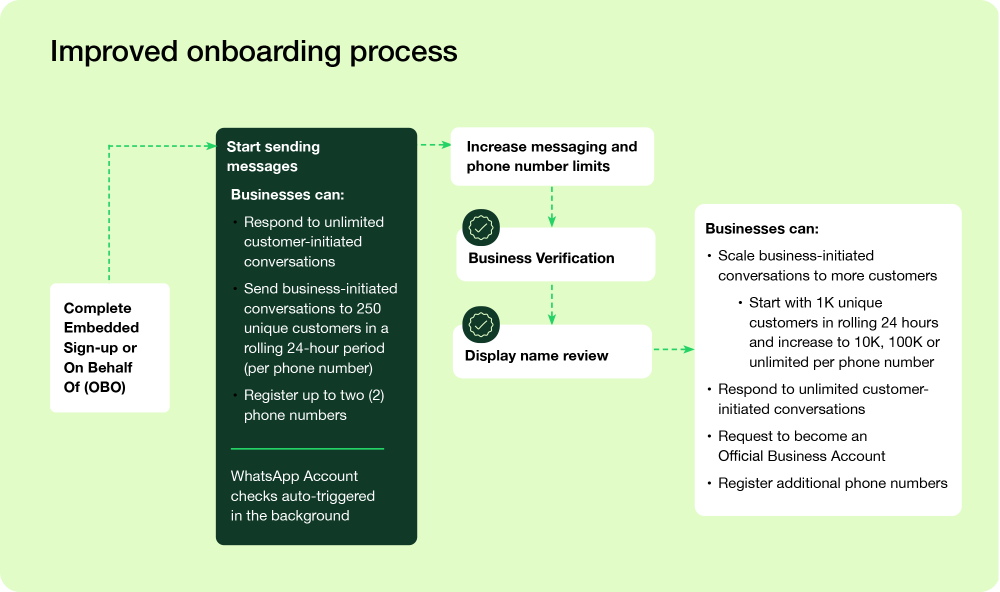 Improved onboarding process
Complete
Embedded
Sign-up or
On Behalf
Of (OBO)
Start sending
messages
Businesses can:
• Respond to unlimited
customer-initiated
conversations
• Send business-initiated
conversations to 250
unique customers in a
rolling 24-hour period
(per phone number)
• Register up to two (2)
phone numbers
WhatsApp Account
checks auto-triggered
in the background
Increase messaging and
phone number limits
Business Verification
Display name review
Businesses can:
• Scale business-initiated
conversations to more customers
• Start with 1K unique
customers in rolling 24 hours
and increase to 10K, 100K or
unlimited per phone number
• Respond to unlimited customer-
initiated conversations
• Request to become an
Official Business Account
• Register additional phone numbers